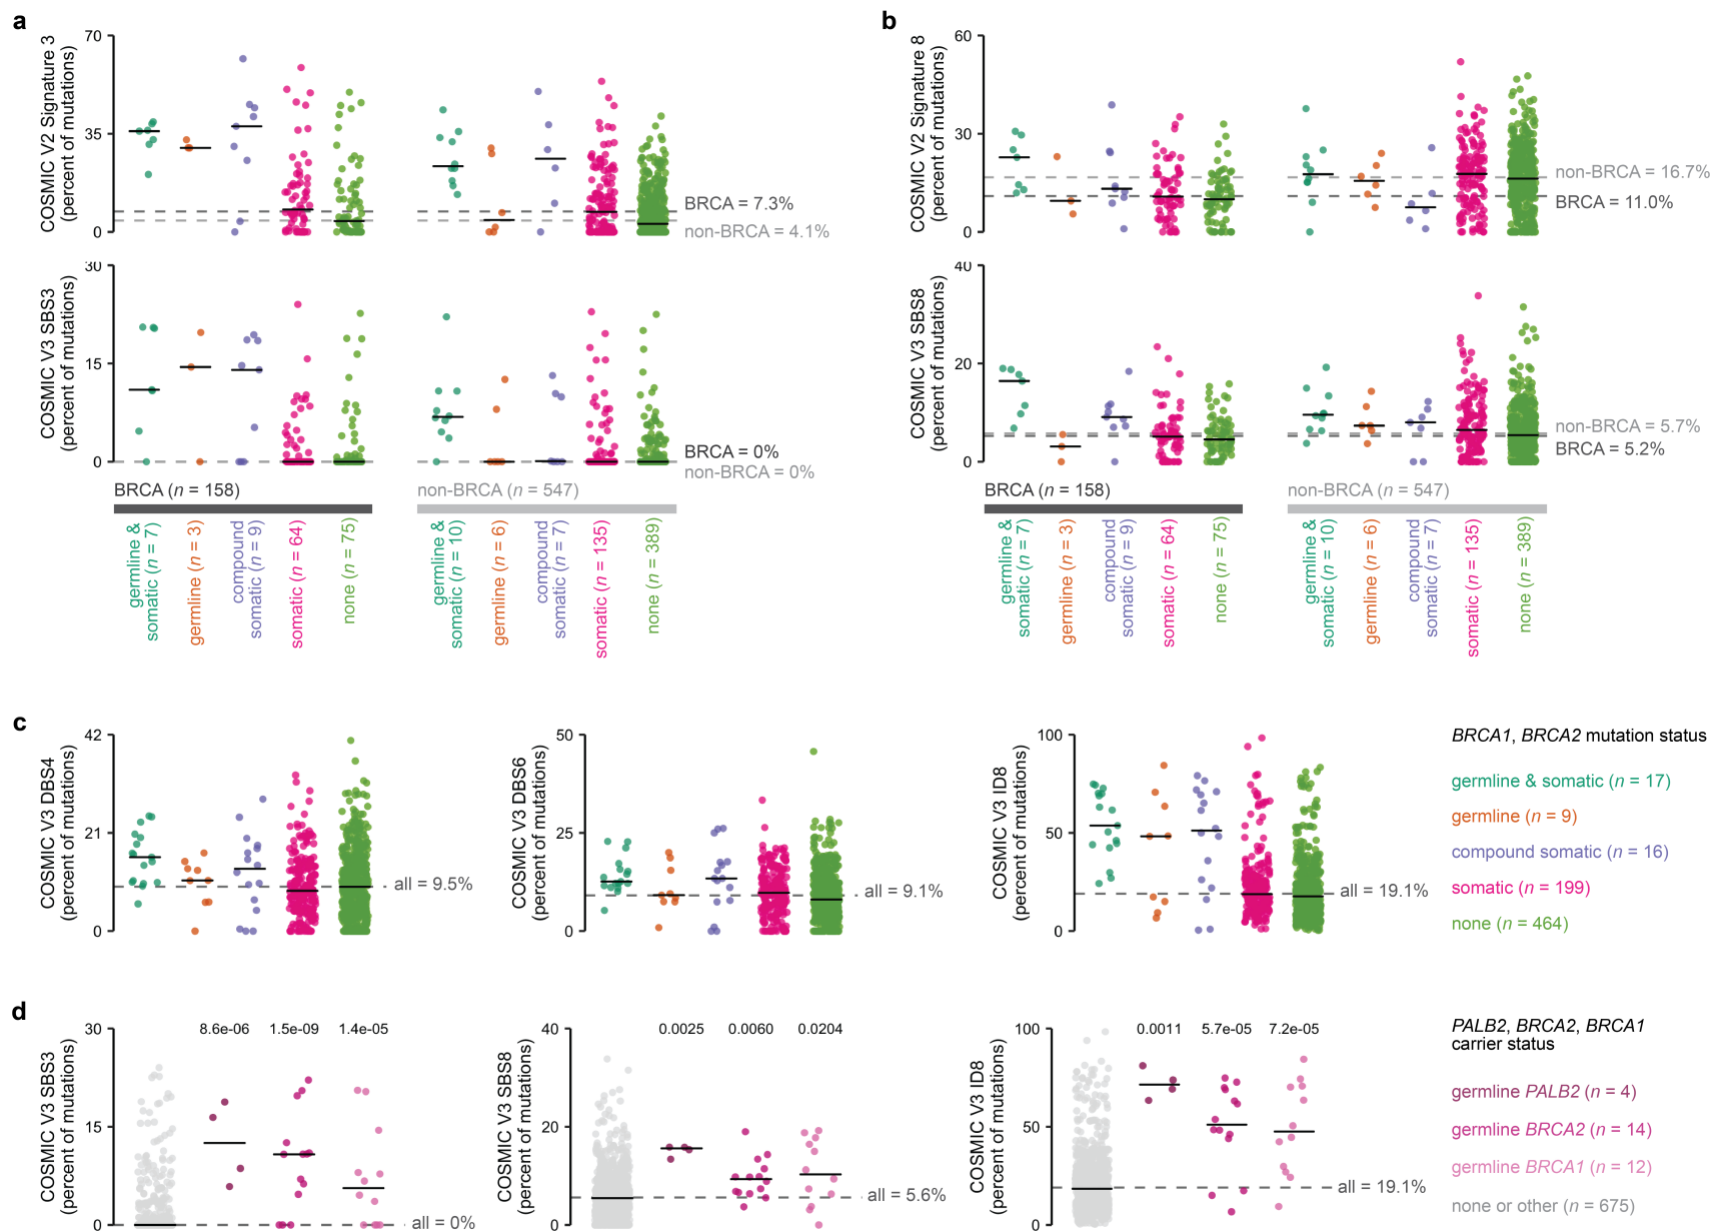 a
COSMIC V2 Signature 3
(percent of mutations)
70
35
0
BRCA = 7.3%
non-BRCA = 4.1%
COSMIC V3 SBS3
(percent of mutations)
30
15
0
BRCA = 0%
non-BRCA = 0%
BRCA (n = 158)
non-BRCA (n = 547)
germline &
somatic (n = 7)
germline (n = 3)
compound
somatic (n = 9)
somatic (n = 64)
none (n = 75)
germline &
somatic (n = 10)
germline (n = 6)
compound
somatic (n = 7)
somatic (n = 135)
none (n = 389)
b
COSMIC V2 Signature 8
(percent of mutations)
60
30
0
non-BRCA = 16.7%
BRCA = 11.0%
COSMIC V3 SBS8
(percent of mutations)
40
20
0
non-BRCA = 5.7%
BRCA = 5.2%
BRCA (n = 158)
non-BRCA (n = 547)
germline &
somatic (n = 7)
germline (n = 3)
compound
somatic (n = 9)
somatic (n = 64)
none (n = 75)
germline &
somatic (n = 10)
germline (n = 6)
compound
somatic (n = 7)
somatic (n = 135)
none (n = 389)
c
COSMIC V3 DBS4
(percent of mutations)
42
21
0
all = 9.5%
COSMIC V3 DBS6
(percent of mutations)
50
25
0
all = 9.1%
COSMIC V3 ID8
(percent of mutations)
100
50
0
all = 19.1%
BRCA1, BRCA2 mutation status
germline & somatic (n = 17)
germline (n = 9)
compound somatic (n = 16)
somatic (n = 199)
none (n = 464)
d
COSMIC V3 SBS3
(percent of mutations)
30
15
0
8.6e-06
1.5e-09
1.4e-05
all = 0%
COSMIC V3 SBS8
(percent of mutations)
40
20
0
0.0025
0.0060
0.0204
all = 5.6%
COSMIC V3 ID8
(percent of mutations)
100
50
0
0.0011
5.7e-05
7.2e-05
all = 19.1%
PALB2, BRCA2, BRCA1
carrier status
germline PALB2 (n = 4)
germline BRCA2 (n = 14)
germline BRCA1 (n = 12)
none or other (n = 675)